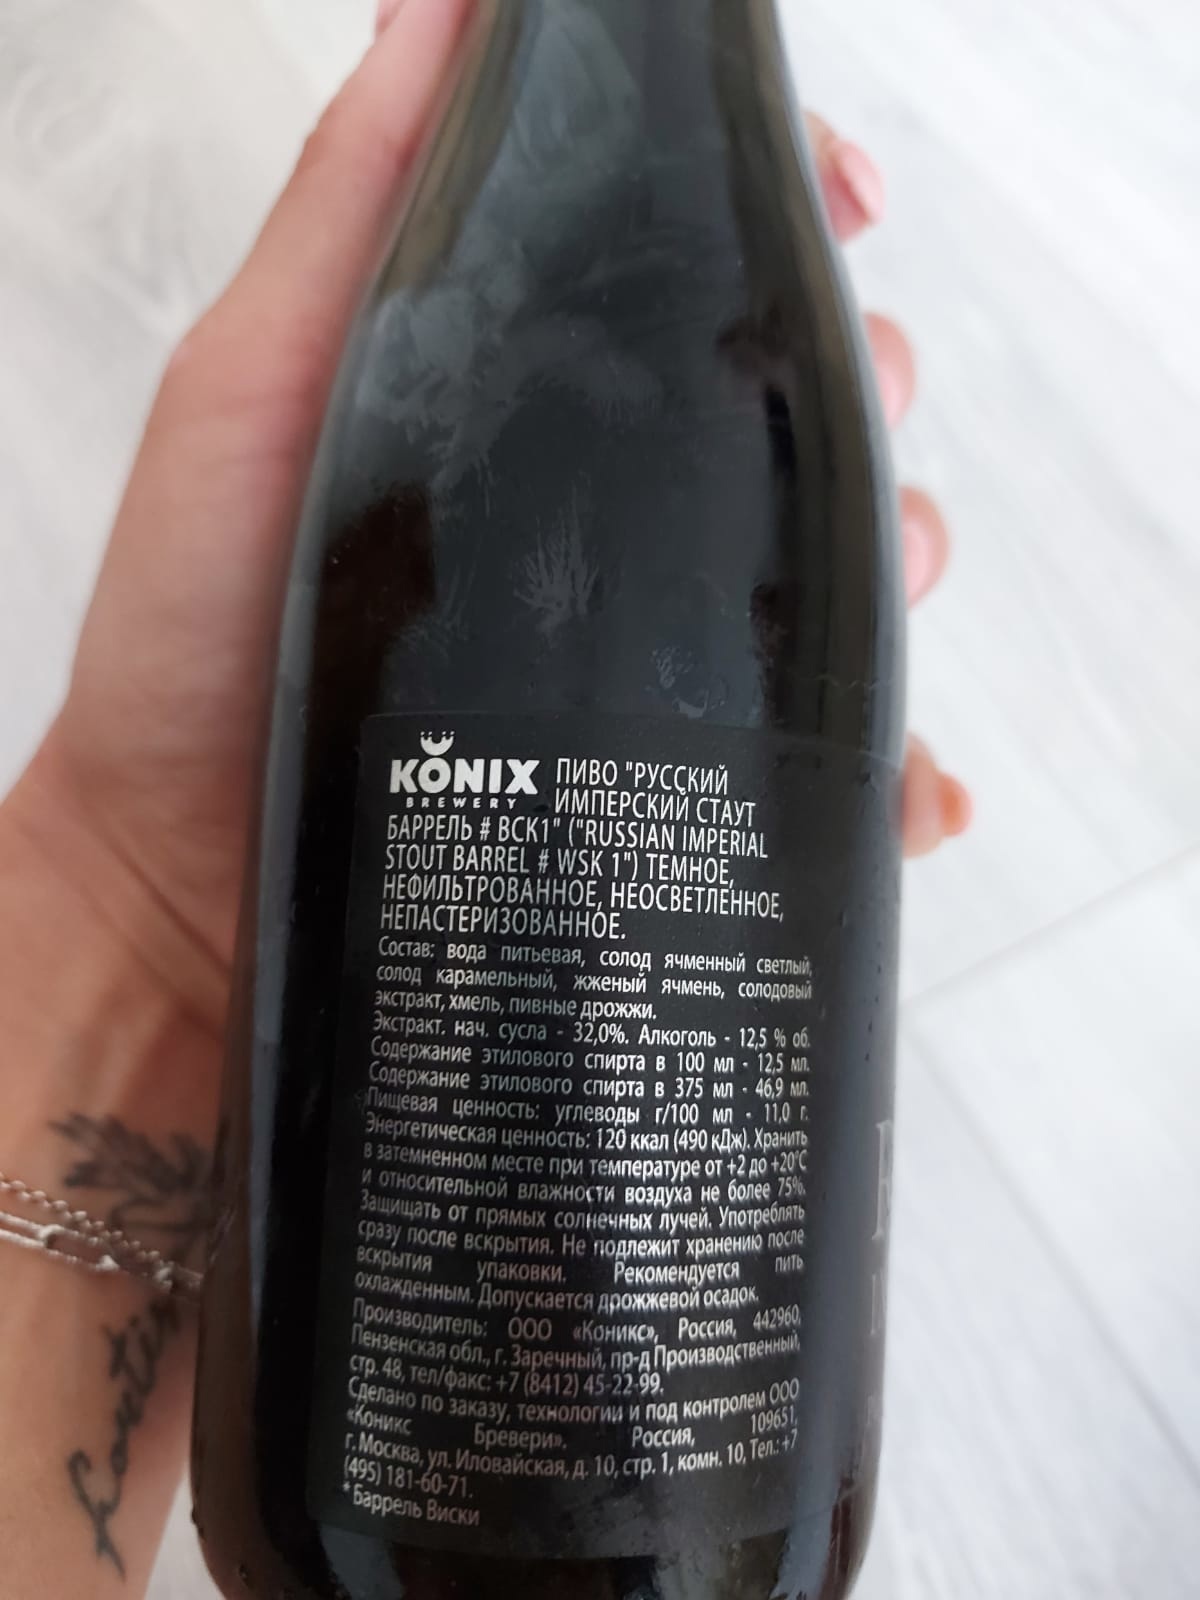 KONIX
BREWERY
ПИВО "РУССКИЙ
ИМПЕРСКИЙ СТАУТ
БАРРЕЛЬ # ВСК1" ("RUSSIAN IMPERIAL
STOUT BARREL # WSK 1") ТЕМНОЕ,
НЕФИЛЬТРОВАННОЕ, НЕОСВЕТЛЕННОЕ,
НЕПАСТЕРИЗОВАННОЕ.
Состав: вода питьевая, солод ячменный светлый,
солод карамельный, жженый ячмень, солодовый
экстракт, хмель, пивные дрожжи.
Экстракт. нач. сусла - 32,0%. Алкоголь - 12,5 % об.
Содержание этилового спирта в 100 мл - 12,5 мл.
Содержание этилового спирта в 375 мл - 46,9 мл.
Пищевая ценность: углеводы г/100 мл - 11,0 г.
Энергетическая ценность: 120 ккал (490 кДж). Хранить
в затемненном месте при температуре от +2 до +20°С
и относительной влажности воздуха не более 75%.
Защищать от прямых солнечных лучей. Употреблять
сразу после вскрытия. Не подлежит хранению после
вскрытия упаковки. Рекомендуется пить
охлажденным. Допускается дрожжевой осадок.
Производитель: ООО «Коникс», Россия, 442960,
Пензенская обл., г. Заречный, пр-д Производственный,
стр. 48, тел/факс: +7 (8412) 45-22-99.
Сделано по заказу, технологии и под контролем ООО
«Коникс Бревери». Россия, 109651,
г. Москва, ул. Иловайская, д. 10, стр. 1, комн. 10, Тел.: +7
(495) 181-60-71.
* Баррель Виски